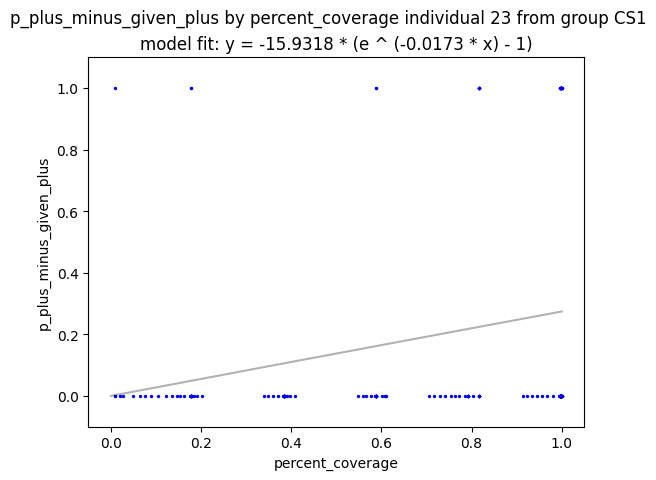 p_plus_minus_given_plus by percent_coverage individual 23 from group CS1
model fit: y = -15.9318 * (e ^ (-0.0173 * x) - 1)
1.0
0.8
0.6
0.4
0.2
0.0
p_plus_minus_given_plus
0.0 0.2 0.4 0.6 0.8 1.0
percent_coverage